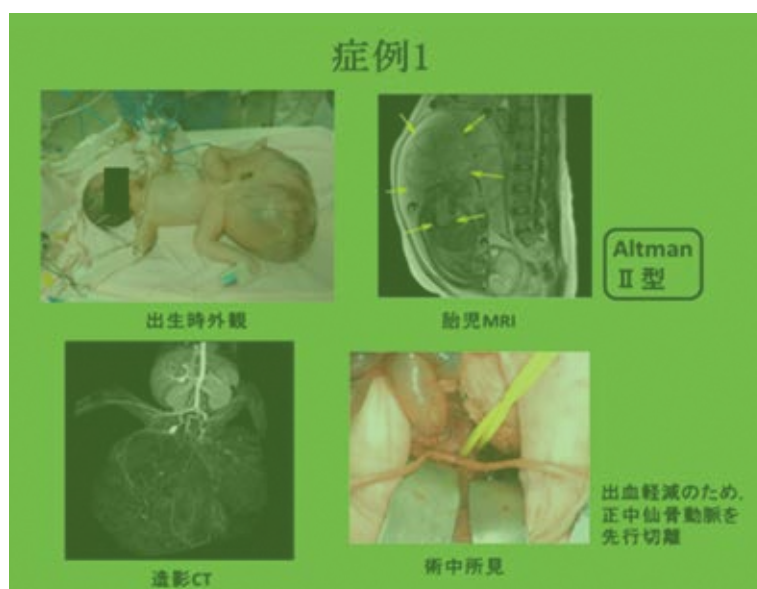 症例1
出生時外観
胎児MRI
Altman
Ⅱ型
造影CT
術中所見
出血軽減のため,
正中仙骨動脈を
先行切離